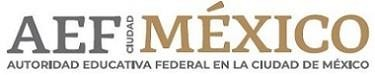 AEF CIUDAD MÉXICO
AUTORIDAD EDUCATIVA FEDERAL EN LA CIUDAD DE MÉXICO